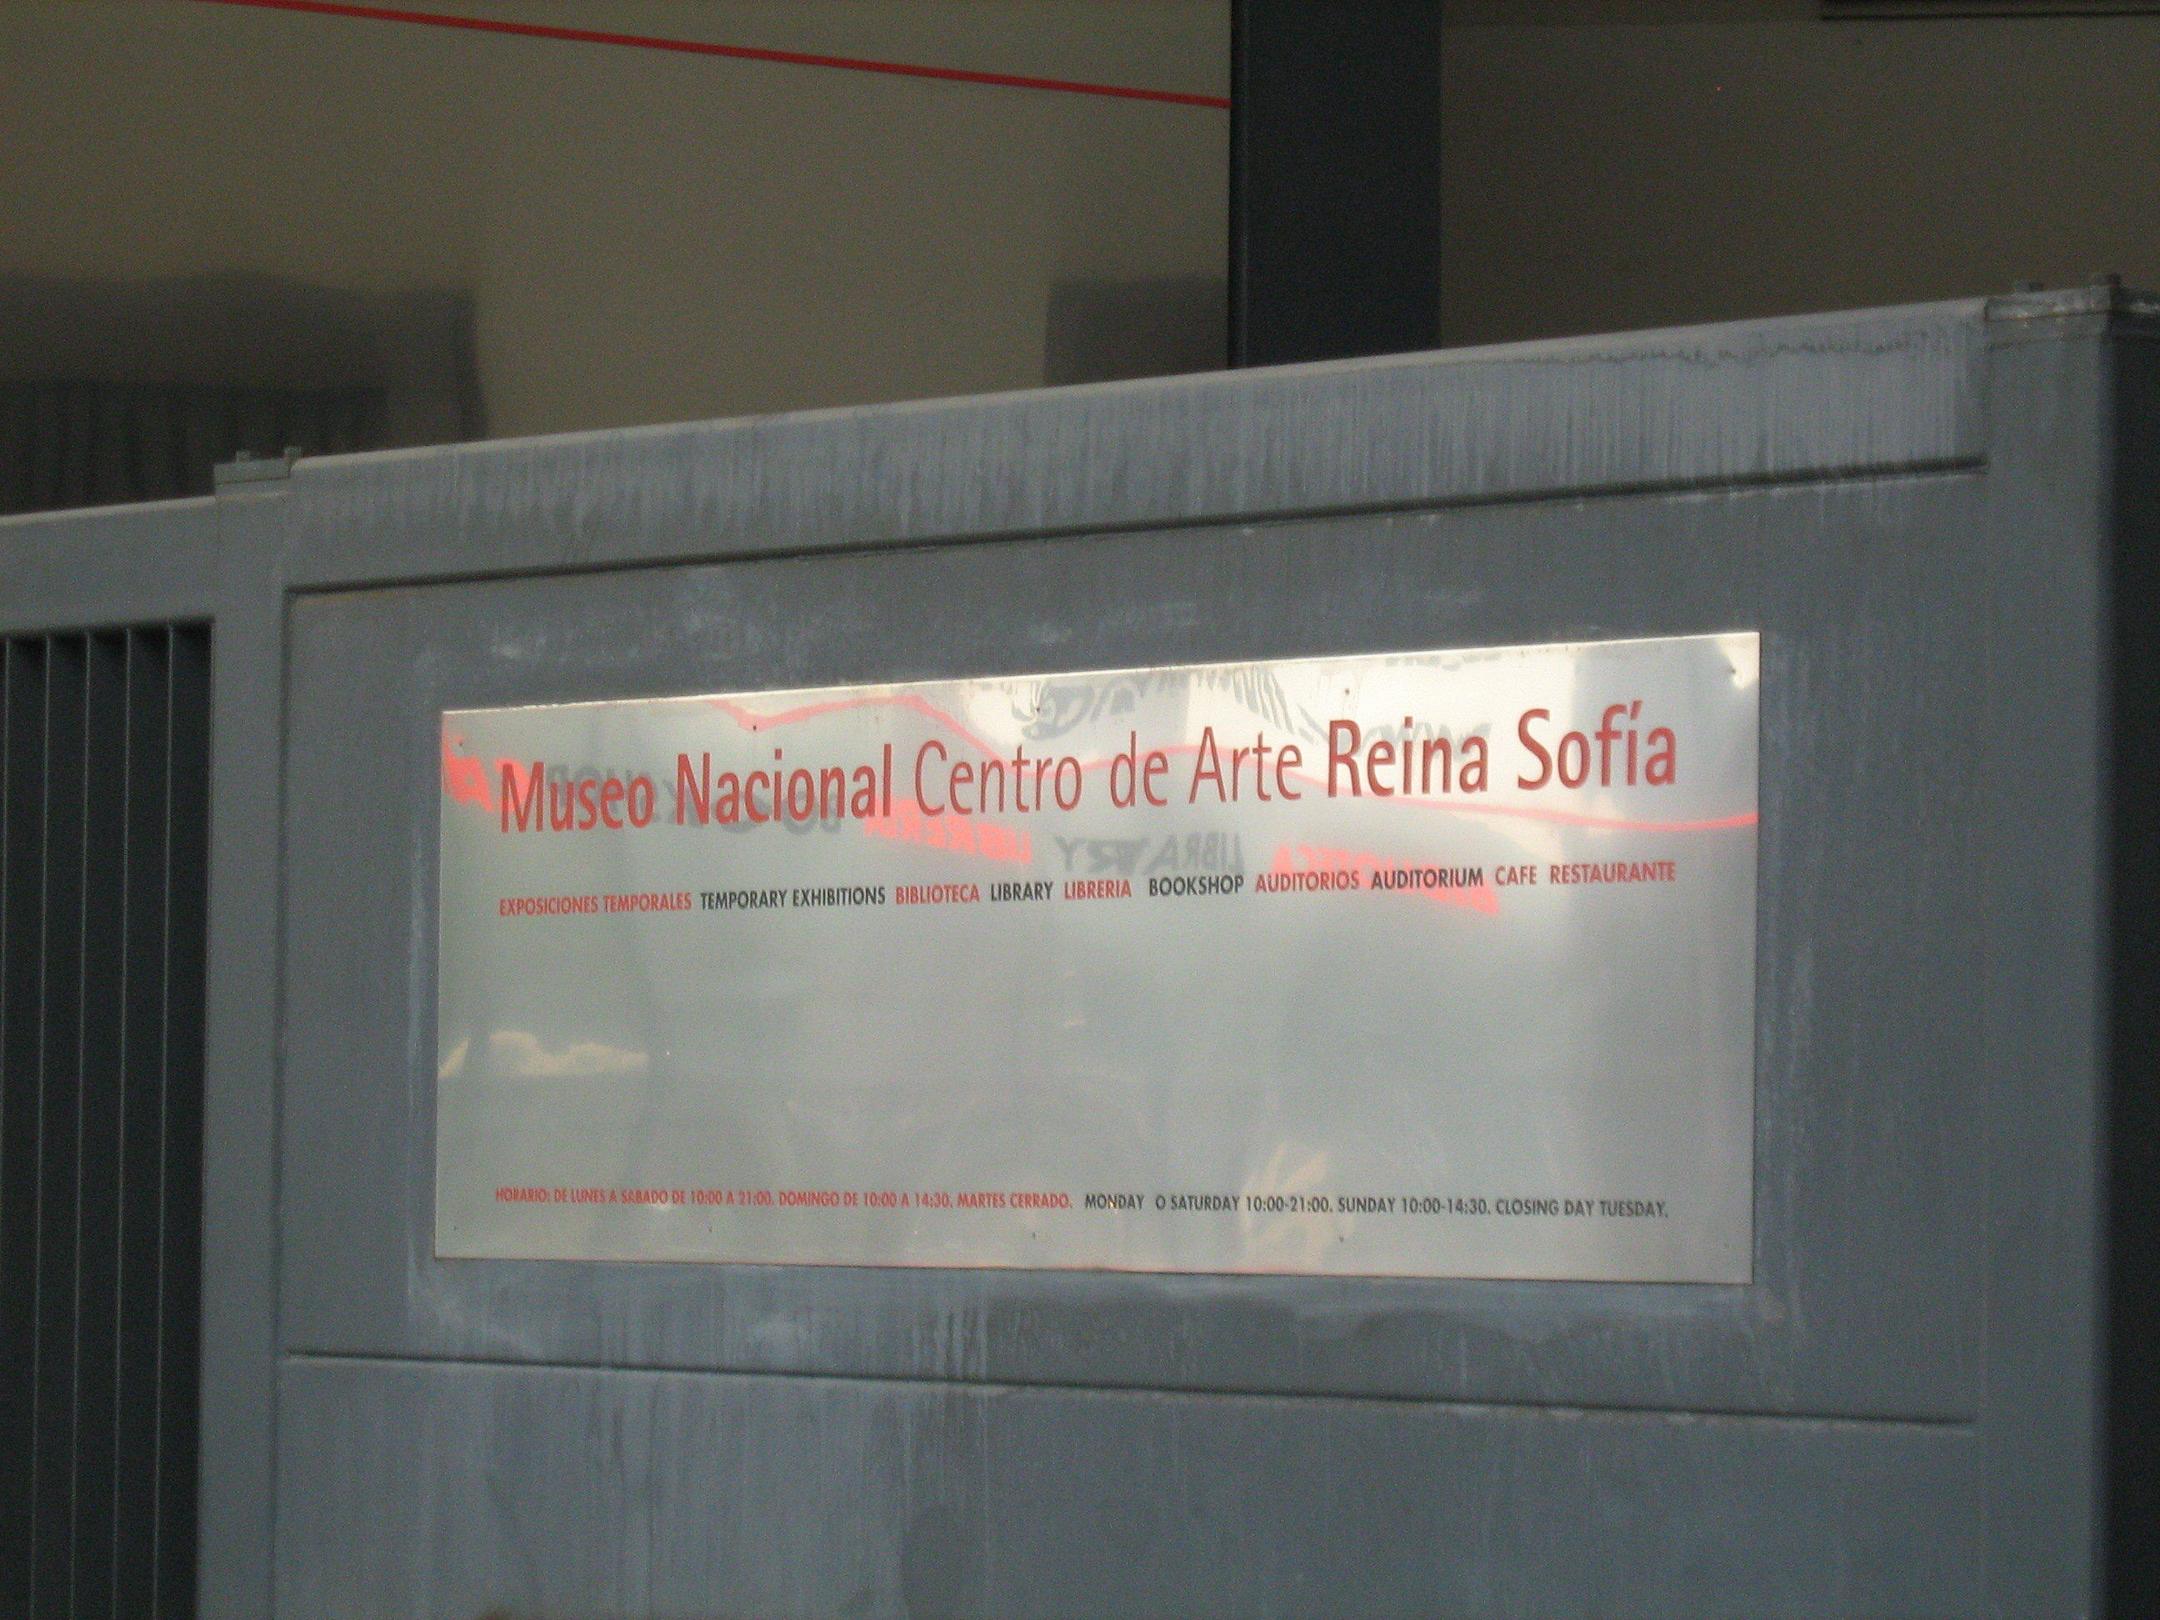 Museo Nacional Centro de Arte Reina Sofía
EXPOSICIONES TEMPORALES TEMPORARY EXHIBITIONS BIBLIOTECA LIBRARY LIBRERIA BOOKSHOP AUDITORIOS AUDITORIUM CAFE RESTAURANTE
HORARIO: DE LUNES A SABADO DE 10:00 A 21:00. DOMINGO DE 10:00 A 14:30. MARTES CERRADO. MONDAY O SATURDAY 10:00-21:00. SUNDAY 10:00-14:30. CLOSING DAY TUESDAY.